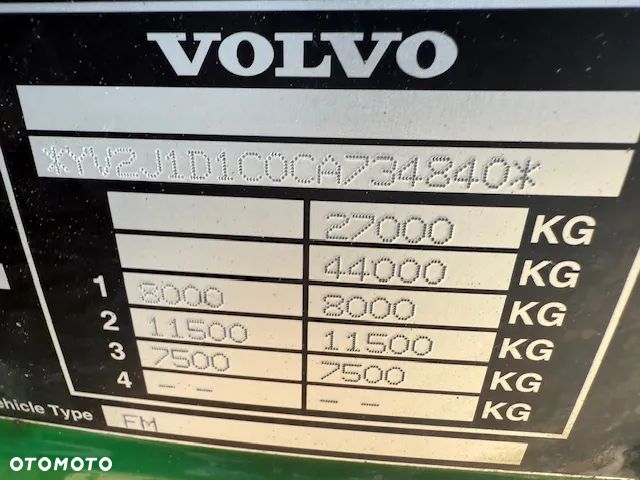 VOLVO
*YV2J1D1C0CA734840*
27000 KG
44000 KG
1 8000 8000 KG
2 11500 11500 KG
3 7500 7500 KG
4 - - - - KG
ehicle Type FM
OTOMOTO